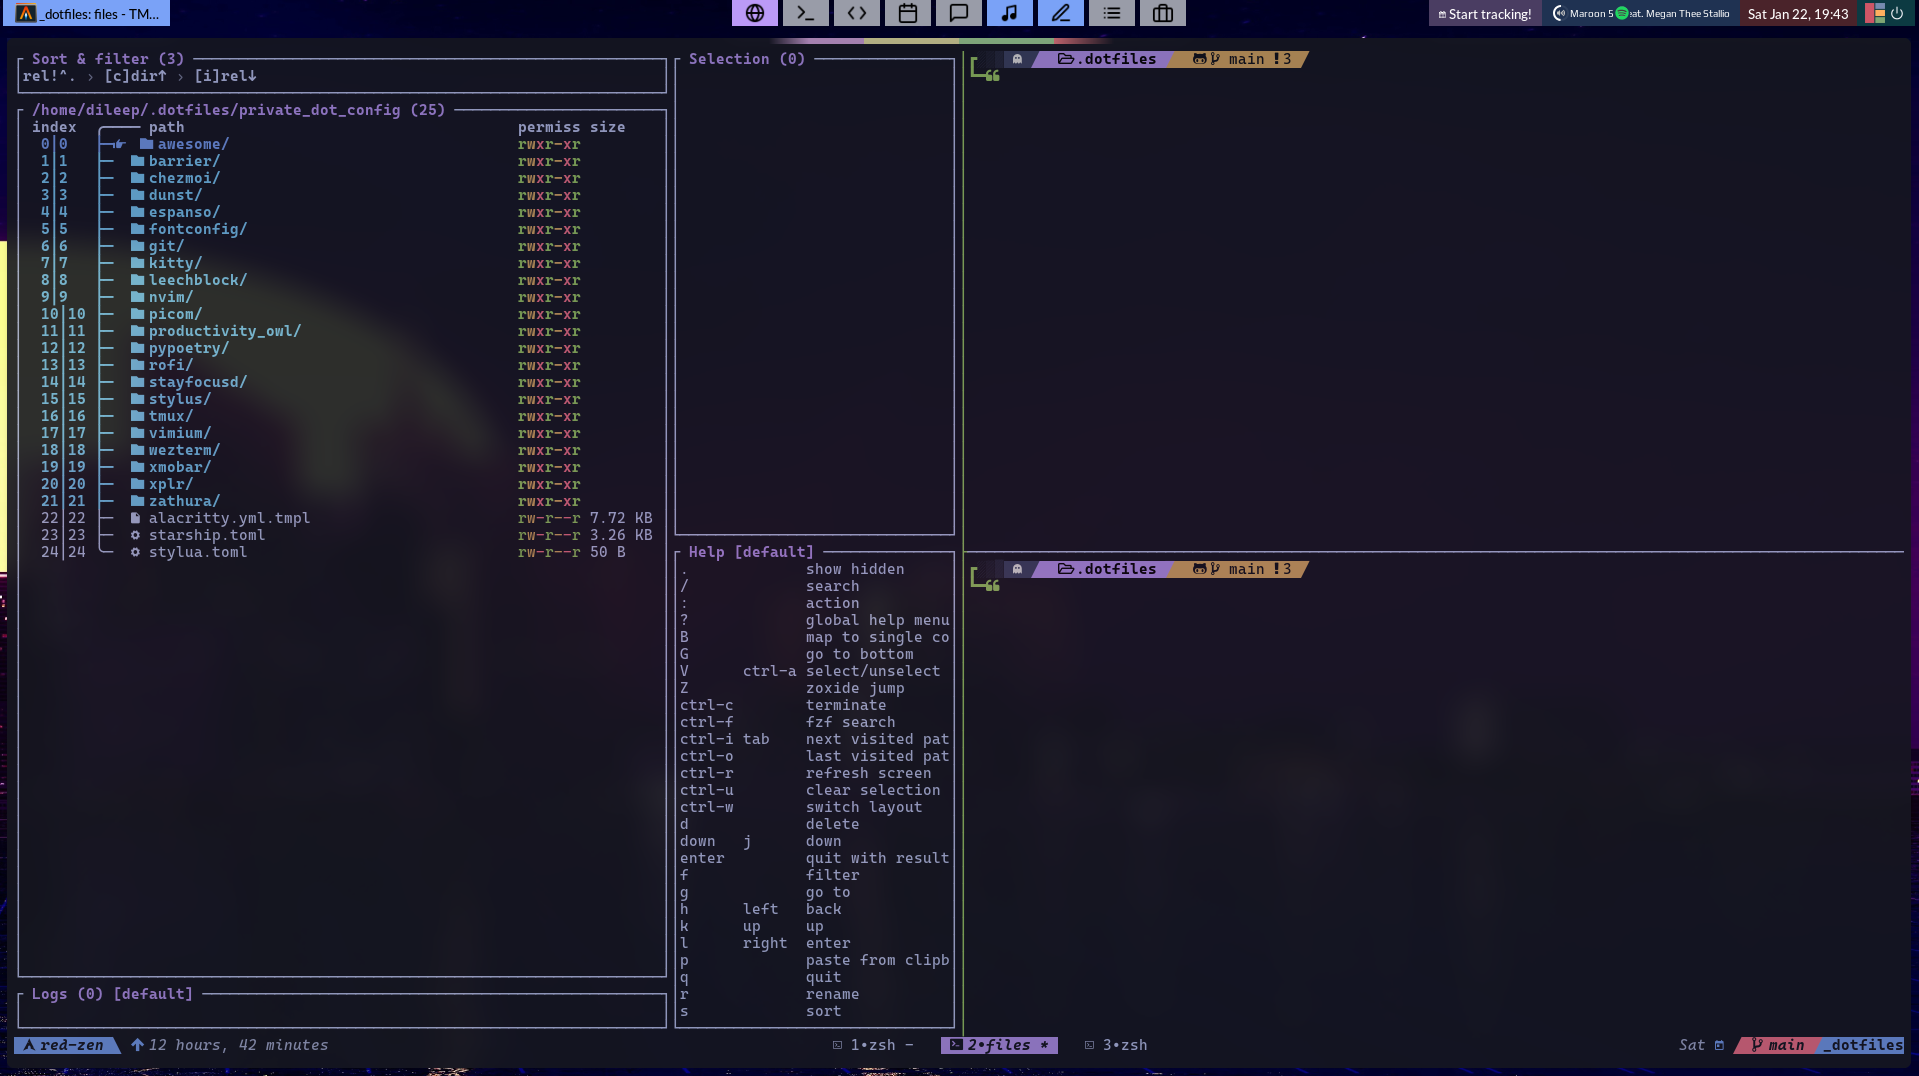 _dotfiles: files - TM...
Start tracking!
Maroon 5
eat. Megan Thee Stallio
Sat Jan 22, 19:43
Sort & filter (3)
rel!^. › [c]dir↑ › [i]rel↓
/home/dileep/.dotfiles/private_dot_config (25)
index path permiss size
0|0 awesome/ rwxr-xr
1|1 barrier/ rwxr-xr
2|2 chezmoi/ rwxr-xr
3|3 dunst/ rwxr-xr
4|4 espanso/ rwxr-xr
5|5 fontconfig/ rwxr-xr
6|6 git/ rwxr-xr
7|7 kitty/ rwxr-xr
8|8 leechblock/ rwxr-xr
9|9 nvim/ rwxr-xr
10|10 picom/ rwxr-xr
11|11 productivity_owl/ rwxr-xr
12|12 pypoetry/ rwxr-xr
13|13 rofi/ rwxr-xr
14|14 stayfocusd/ rwxr-xr
15|15 stylus/ rwxr-xr
16|16 tmux/ rwxr-xr
17|17 vimium/ rwxr-xr
18|18 wezterm/ rwxr-xr
19|19 xmobar/ rwxr-xr
20|20 xplr/ rwxr-xr
21|21 zathura/ rwxr-xr
22|22 alacritty.yml.tmpl rw-r--r 7.72 KB
23|23 starship.toml rw-r--r 3.26 KB
24|24 stylua.toml rw-r--r 50 B
Logs (0) [default]
Selection (0)
Help [default]
. show hidden
/ search
: action
? global help menu
B map to single co
G go to bottom
V ctrl-a select/unselect
Z zoxide jump
ctrl-c terminate
ctrl-f fzf search
ctrl-i tab next visited pat
ctrl-o last visited pat
ctrl-r refresh screen
ctrl-u clear selection
ctrl-w switch layout
d delete
down j down
enter quit with result
f filter
g go to
h left back
k up up
l right enter
p paste from clipb
q quit
r rename
s sort
.dotfiles main !3
.dotfiles main !3
red-zen 12 hours, 42 minutes
1•zsh -
2•files *
3•zsh
Sat main _dotfiles